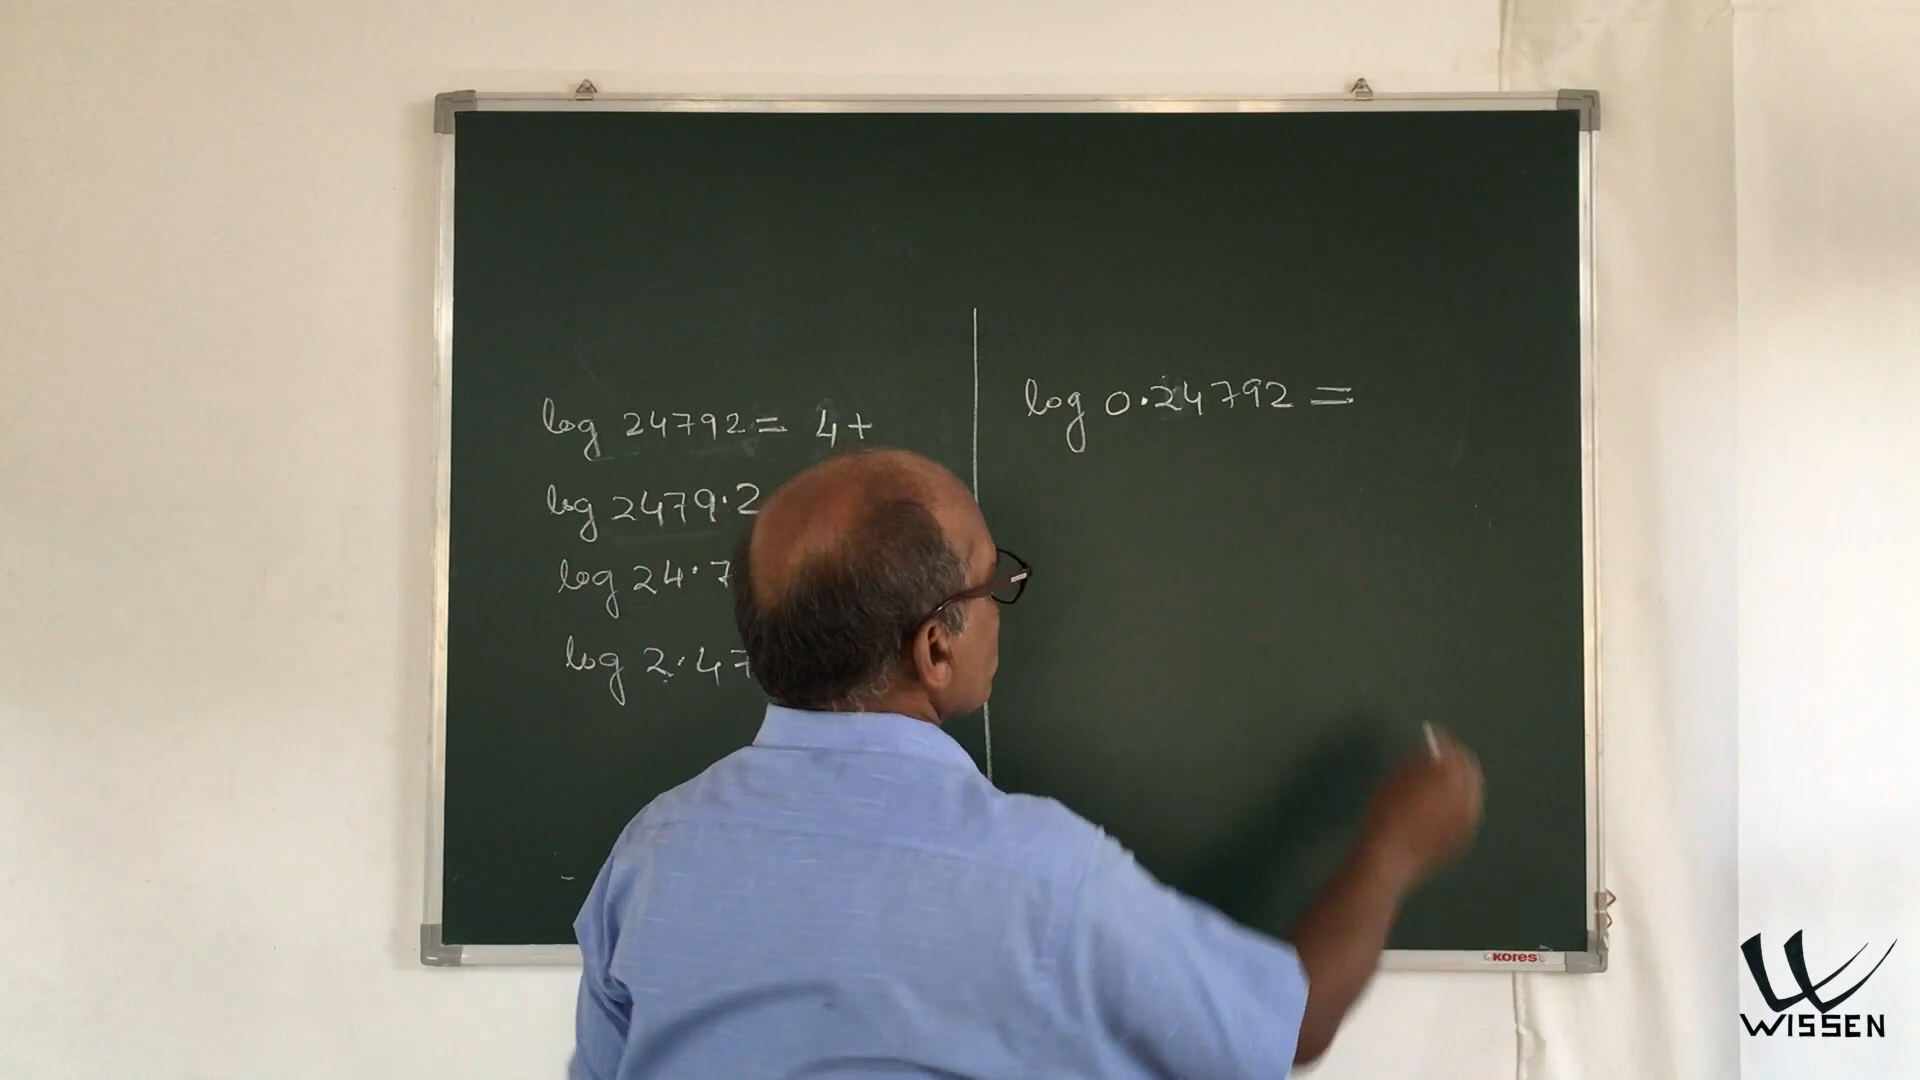 log 24792 = 4+
log 2479.2
log 24.7
log 2.47
log 0.24792 =
kores
WISSEN